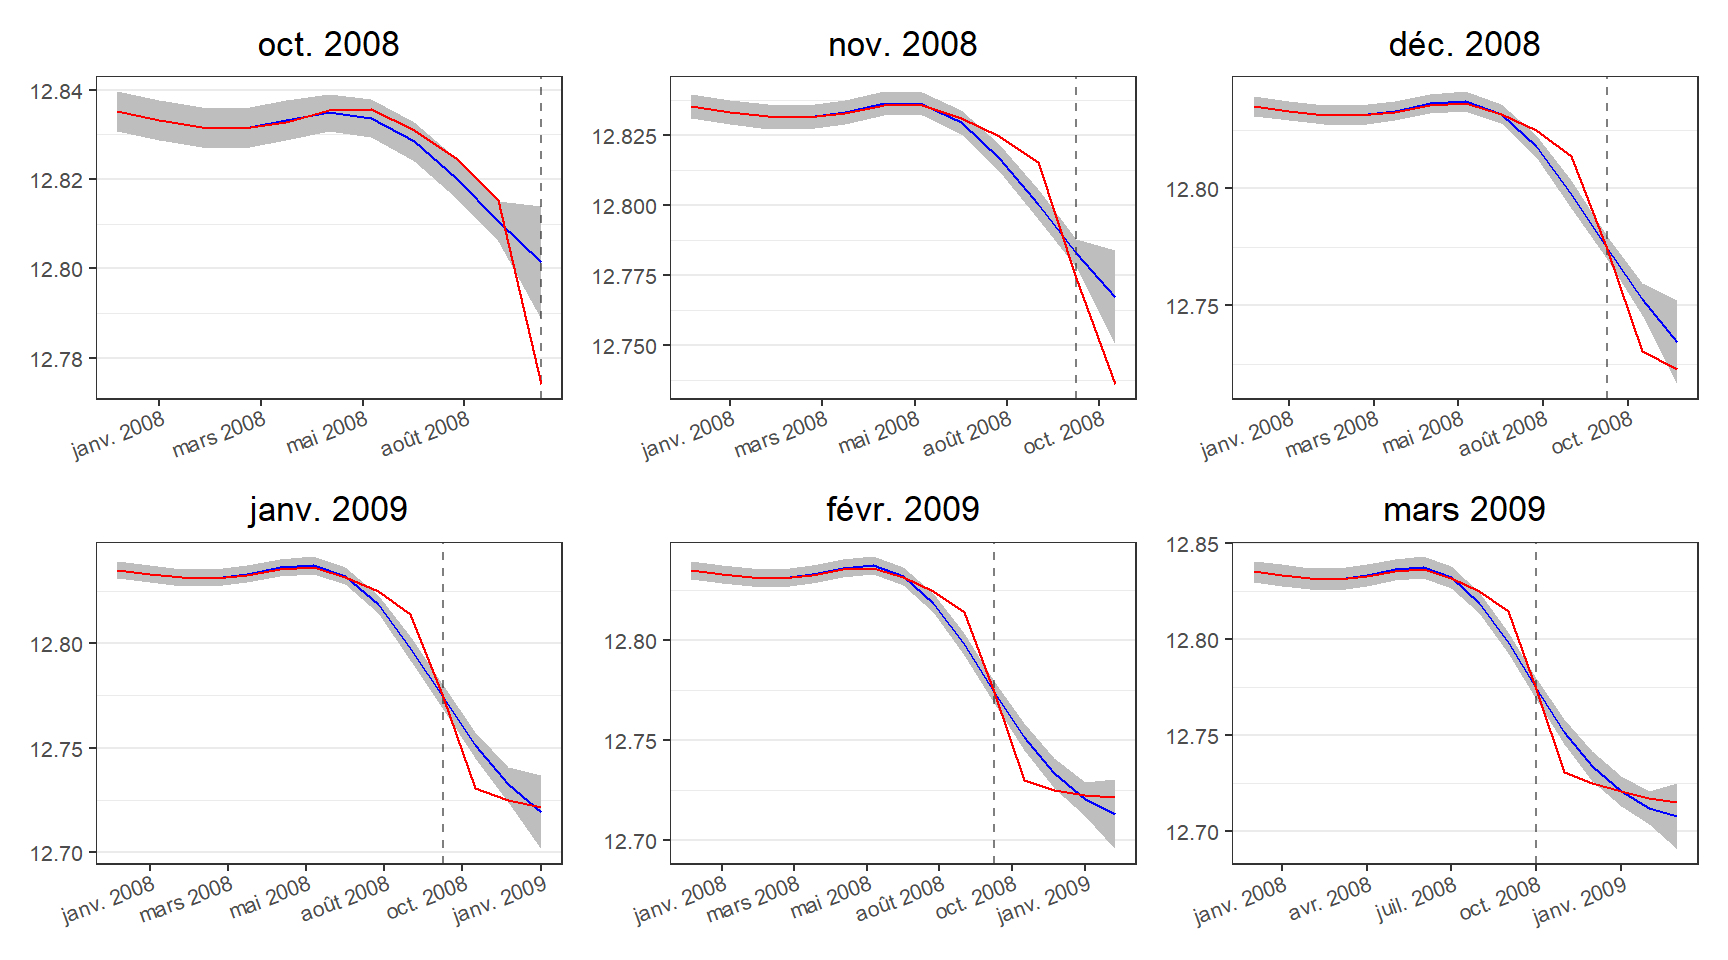 oct. 2008
12.84
12.82
12.80
12.78
janv. 2008
mars 2008
mai 2008
août 2008
nov. 2008
12.825
12.800
12.775
12.750
janv. 2008
mars 2008
mai 2008
août 2008
oct. 2008
déc. 2008
12.80
12.75
janv. 2008
mars 2008
mai 2008
août 2008
oct. 2008
janv. 2009
12.80
12.75
12.70
janv. 2008
mars 2008
mai 2008
août 2008
oct. 2008
janv. 2009
févr. 2009
12.80
12.75
12.70
janv. 2008
mars 2008
mai 2008
août 2008
oct. 2008
janv. 2009
mars 2009
12.85
12.80
12.75
12.70
janv. 2008
avr. 2008
juil. 2008
oct. 2008
janv. 2009